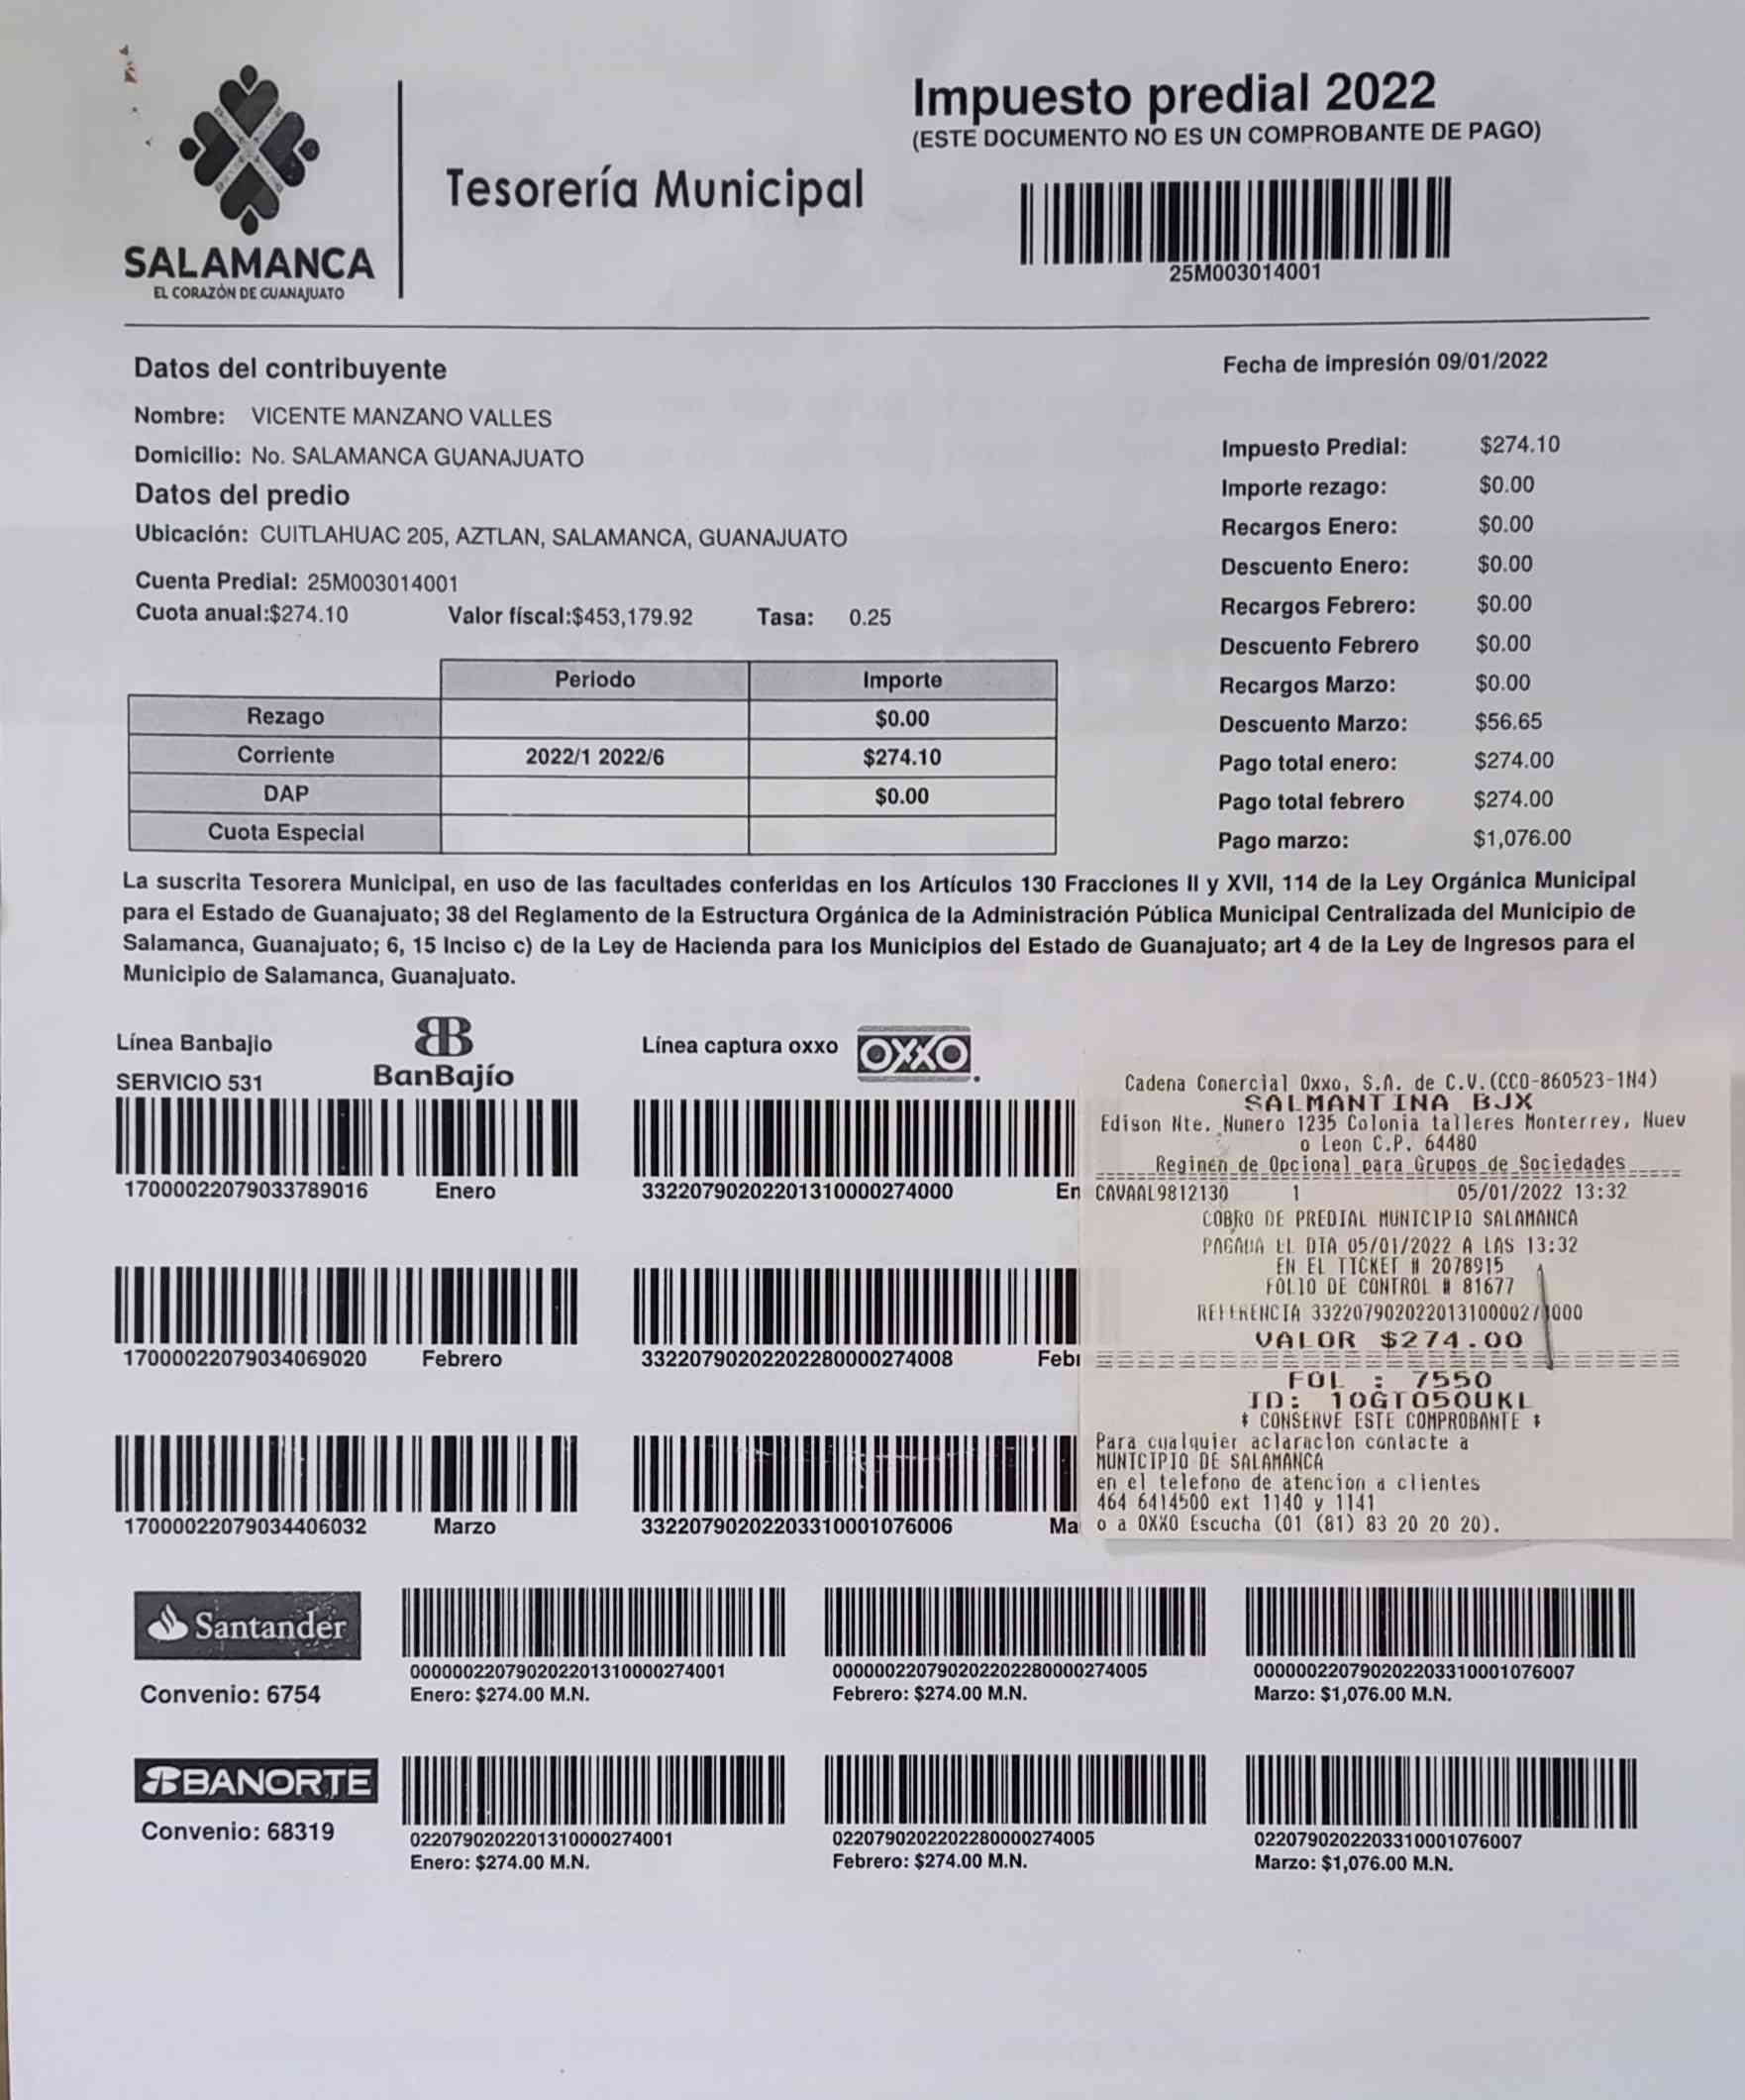 Impuesto predial 2022
(ESTE DOCUMENTO NO ES UN COMPROBANTE DE PAGO)
Tesorería Municipal
SALAMANCA
EL CORAZÓN DE GUANAJUATO
25M003014001
Datos del contribuyente
Fecha de impresión 09/01/2022
Nombre: VICENTE MANZANO VALLES
Domicilio: No. SALAMANCA GUANAJUATO
Datos del predio
Ubicación: CUITLAHUAC 205, AZTLAN, SALAMANCA, GUANAJUATO
Cuenta Predial: 25M003014001
Cuota anual:$274.10 Valor físcal:$453,179.92 Tasa: 0.25
Impuesto Predial: $274.10
Importe rezago: $0.00
Recargos Enero: $0.00
Descuento Enero: $0.00
Recargos Febrero: $0.00
Descuento Febrero $0.00
Recargos Marzo: $0.00
Descuento Marzo: $56.65
Pago total enero: $274.00
Pago total febrero $274.00
Pago marzo: $1,076.00
Periodo Importe
Rezago $0.00
Corriente 2022/1 2022/6 $274.10
DAP $0.00
Cuota Especial
La suscrita Tesorera Municipal, en uso de las facultades conferidas en los Artículos 130 Fracciones II y XVII, 114 de la Ley Orgánica Municipal
para el Estado de Guanajuato; 38 del Reglamento de la Estructura Orgánica de la Administración Pública Municipal Centralizada del Municipio de
Salamanca, Guanajuato; 6, 15 Inciso c) de la Ley de Hacienda para los Municipios del Estado de Guanajuato; art 4 de la Ley de Ingresos para el
Municipio de Salamanca, Guanajuato.
Línea Banbajio
SERVICIO 531
BB
BanBajío
Línea captura oxxo
OXXO
17000022079033789016 Enero
33220790202201310000274000 En
17000022079034069020 Febrero
33220790202202280000274008 Feb
17000022079034406032 Marzo
33220790202203310001076006 Ma
Cadena Comercial Oxxo, S.A. de C.V.(CCO-860523-1N4)
SALMANTINA BJX
Edison Nte. Numero 1235 Colonia talleres Monterrey, Nuev
o Leon C.P. 64480
Regimen de Opcional para Grupos de Sociedades
CAVAAL9812130 1 05/01/2022 13:32
COBRO DE PREDIAL MUNICIPIO SALAMANCA
PAGADA EL DIA 05/01/2022 A LAS 13:32
EN EL TICKET # 2078915
FOLIO DE CONTROL # 81677
REFERENCIA
VALOR $274.00
FOL : 7550
ID: 10GTO50UKL
* CONSERVE ESTE COMPROBANTE *
Para cualquier aclaracion contacte a
MUNICIPIO DE SALAMANCA
en el telefono de atencion a clientes
464 6414500 ext 1140 y 1141
o a OXXO Escucha (01 (81) 83 20 20 20).
Santander
Convenio: 6754
000000220790202201310000274001
Enero: $274.00 M.N.
000000220790202202280000274005
Febrero: $274.00 M.N.
000000220790202203310001076007
Marzo: $1,076.00 M.N.
BANORTE
Convenio: 68319
0220790202201310000274001
Enero: $274.00 M.N.
0220790202202280000274005
Febrero: $274.00 M.N.
0220790202203310001076007
Marzo: $1,076.00 M.N.